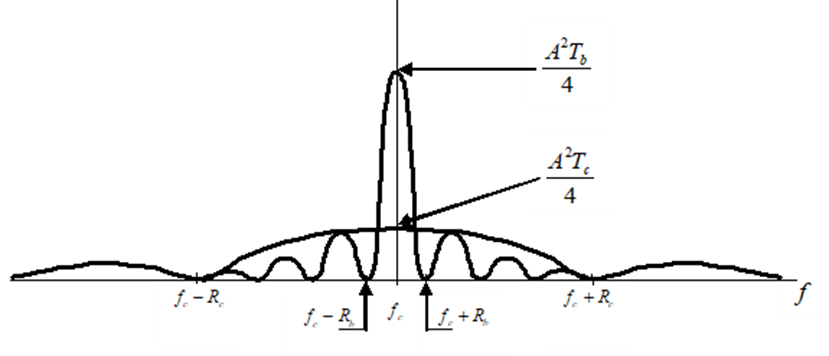 A²T_b / 4
A²T_c / 4
f_c − R_c
f_c − R_b
f_c
f_c + R_b
f_c + R_c
f